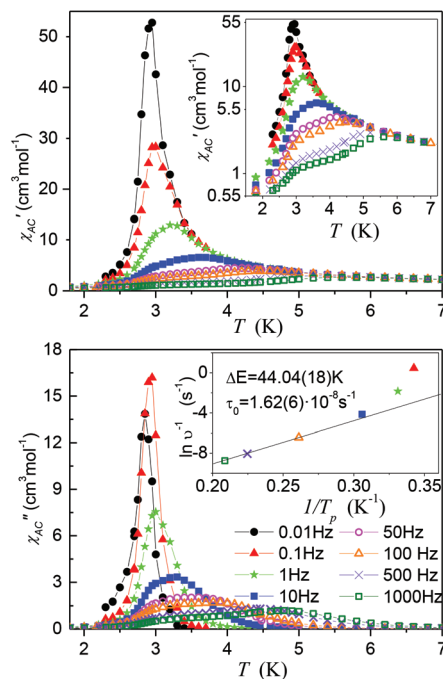 50
40
30
20
10
0
χAC' (cm³mol⁻¹)
2 3 4 5 6 7
T (K)
55
10
5.5
1
0.55
χAC' (cm³mol⁻¹)
2 3 4 5 6 7
T (K)
15
12
9
6
3
0
χAC'' (cm³mol⁻¹)
2 3 4 5 6 7
T (K)
ΔE=44.04(18)K
τ₀=1.62(6)·10⁻⁸s⁻¹
ln υ⁻¹ (s⁻¹)
0
-4
-8
0.20 0.25 0.30 0.35
1/Tp (K⁻¹)
0.01Hz 50Hz
0.1Hz 100 Hz
1Hz 500 Hz
10Hz 1000Hz